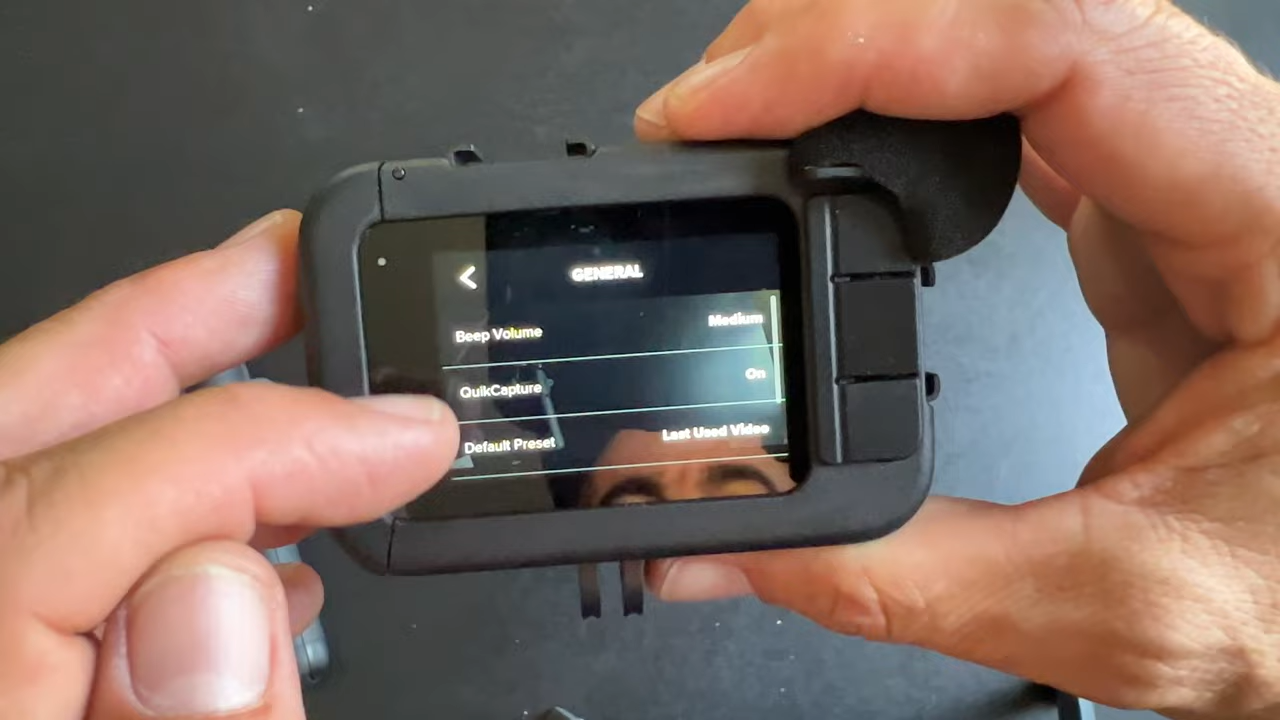 GENERAL
Beep Volume Medium
QuikCapture On
Default Preset Last Used Video